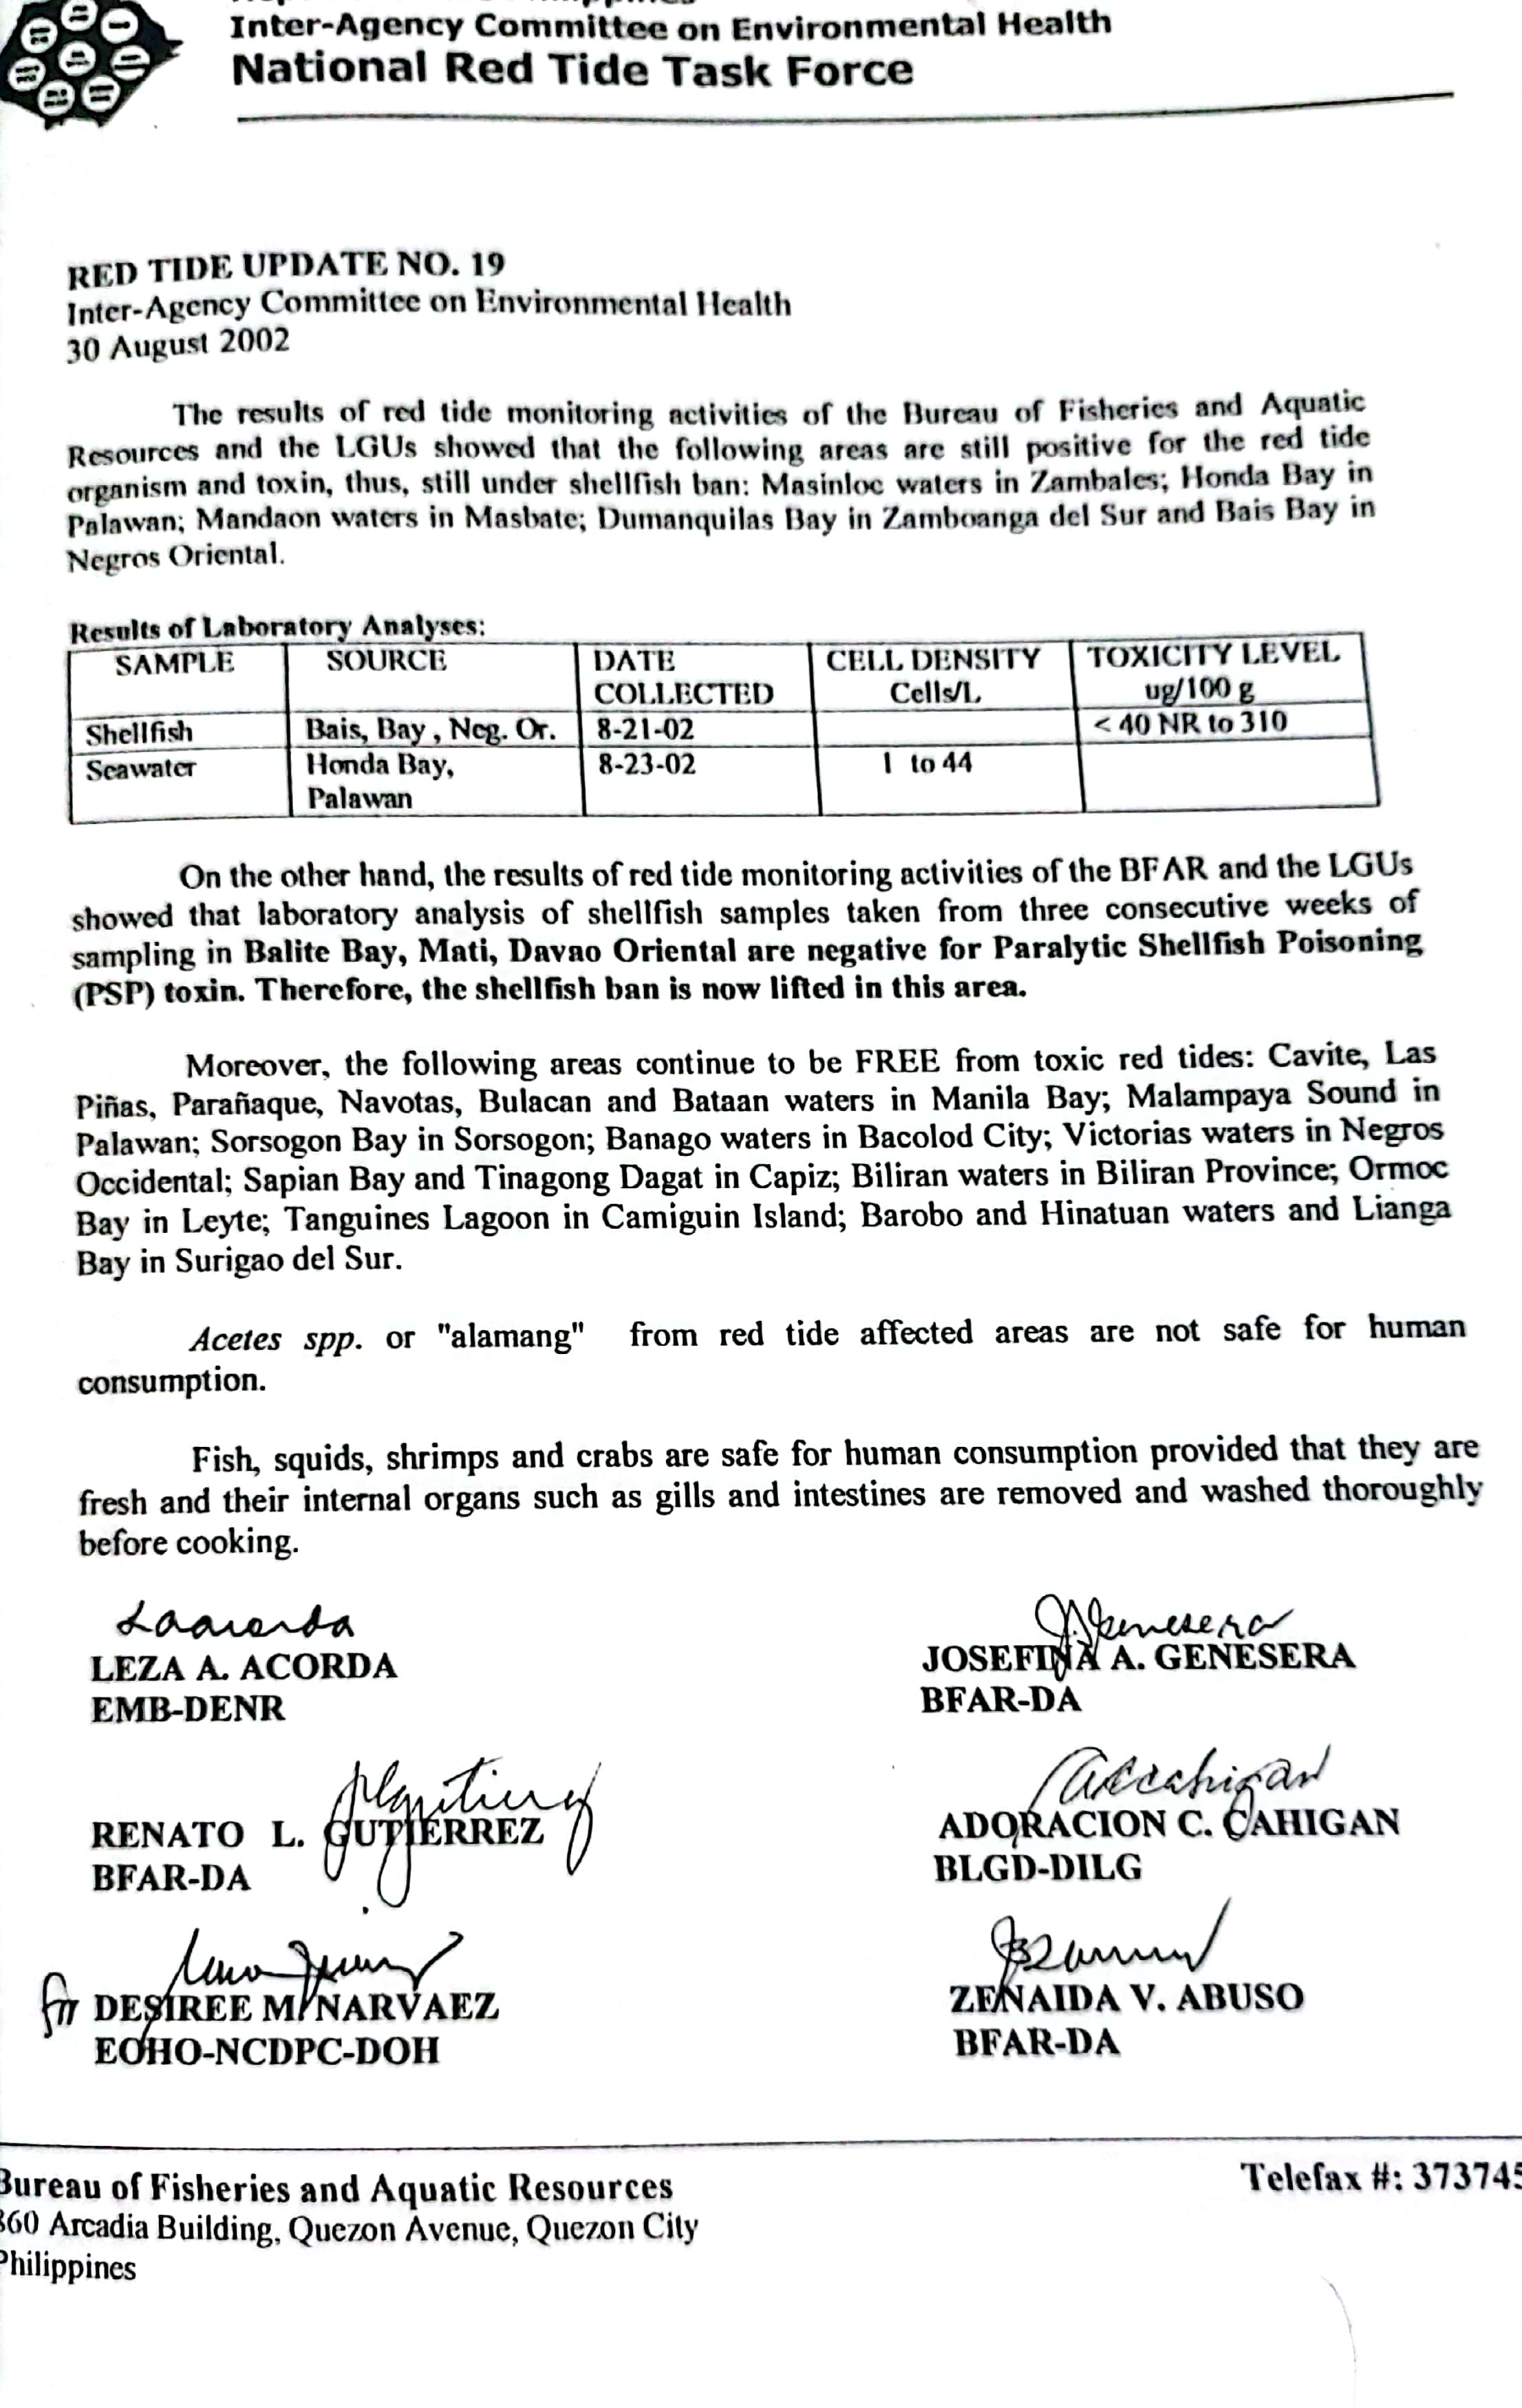 Inter-Agency Committee on Environmental Health
National Red Tide Task Force
RED TIDE UPDATE NO. 19
Inter-Agency Committee on Environmental Health
30 August 2002
The results of red tide monitoring activities of the Bureau of Fisheries and Aquatic
Resources and the LGUs showed that the following areas are still positive for the red tide
organism and toxin, thus, still under shellfish ban: Masinloc waters in Zambales; Honda Bay in
Palawan; Mandaon waters in Masbate; Dumanquilas Bay in Zamboanga del Sur and Bais Bay in
Negros Oriental.
Results of Laboratory Analyses:
SAMPLE SOURCE DATE CELL DENSITY TOXICITY LEVEL
COLLECTED Cells/L ug/100 g
Shellfish Bais, Bay , Neg. Or. 8-21-02 < 40 NR to 310
Seawater Honda Bay, 8-23-02 1 to 44
Palawan
On the other hand, the results of red tide monitoring activities of the BFAR and the LGUs
showed that laboratory analysis of shellfish samples taken from three consecutive weeks of
sampling in Balite Bay, Mati, Davao Oriental are negative for Paralytic Shellfish Poisoning
(PSP) toxin. Therefore, the shellfish ban is now lifted in this area.
Moreover, the following areas continue to be FREE from toxic red tides: Cavite, Las
Piñas, Parañaque, Navotas, Bulacan and Bataan waters in Manila Bay; Malampaya Sound in
Palawan; Sorsogon Bay in Sorsogon; Banago waters in Bacolod City; Victorias waters in Negros
Occidental; Sapian Bay and Tinagong Dagat in Capiz; Biliran waters in Biliran Province; Ormoc
Bay in Leyte; Tanguines Lagoon in Camiguin Island; Barobo and Hinatuan waters and Lianga
Bay in Surigao del Sur.
Acetes spp. or "alamang" from red tide affected areas are not safe for human
consumption.
Fish, squids, shrimps and crabs are safe for human consumption provided that they are
fresh and their internal organs such as gills and intestines are removed and washed thoroughly
before cooking.
LEZA A. ACORDA JOSEFINA A. GENESERA
EMB-DENR BFAR-DA
RENATO L. GUTIERREZ ADORACION C. CAHIGAN
BFAR-DA BLGD-DILG
for DESIREE M. NARVAEZ ZENAIDA V. ABUSO
EOHO-NCDPC-DOH BFAR-DA
Bureau of Fisheries and Aquatic Resources Telefax #: 373745
860 Arcadia Building, Quezon Avenue, Quezon City
Philippines